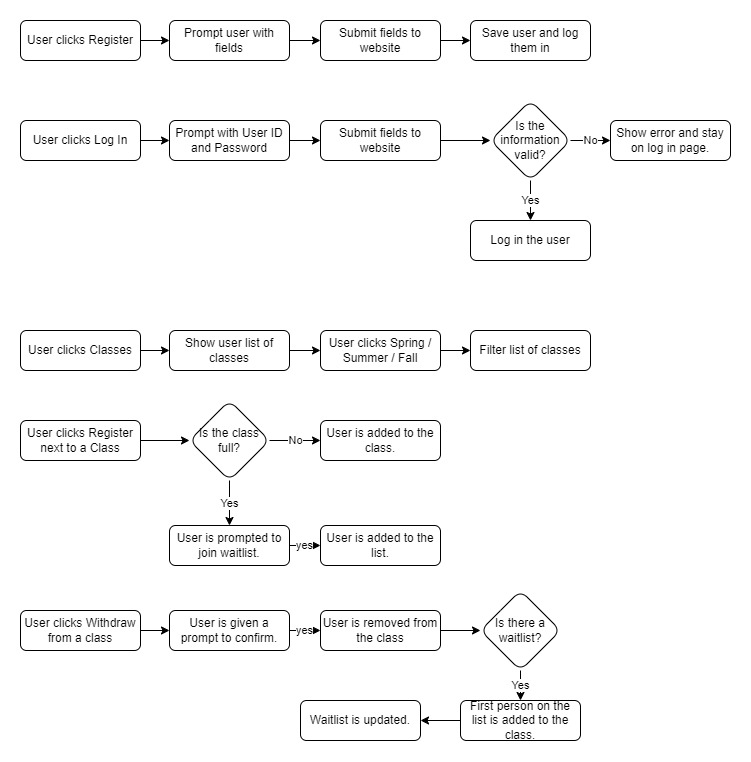 User clicks Register
Prompt user with
fields
Submit fields to
website
Save user and log
them in
User clicks Log In
Prompt with User ID
and Password
Submit fields to
website
Is the
information
valid?
No
Show error and stay
on log in page.
Yes
Log in the user
User clicks Classes
Show user list of
classes
User clicks Spring /
Summer / Fall
Filter list of classes
User clicks Register
next to a Class
Is the class
full?
No
User is added to the
class.
Yes
User is prompted to
join waitlist.
yes
User is added to the
list.
User clicks Withdraw
from a class
User is given a
prompt to confirm.
yes
User is removed from
the class
Is there a
waitlist?
Yes
First person on the
list is added to the
class.
Waitlist is updated.